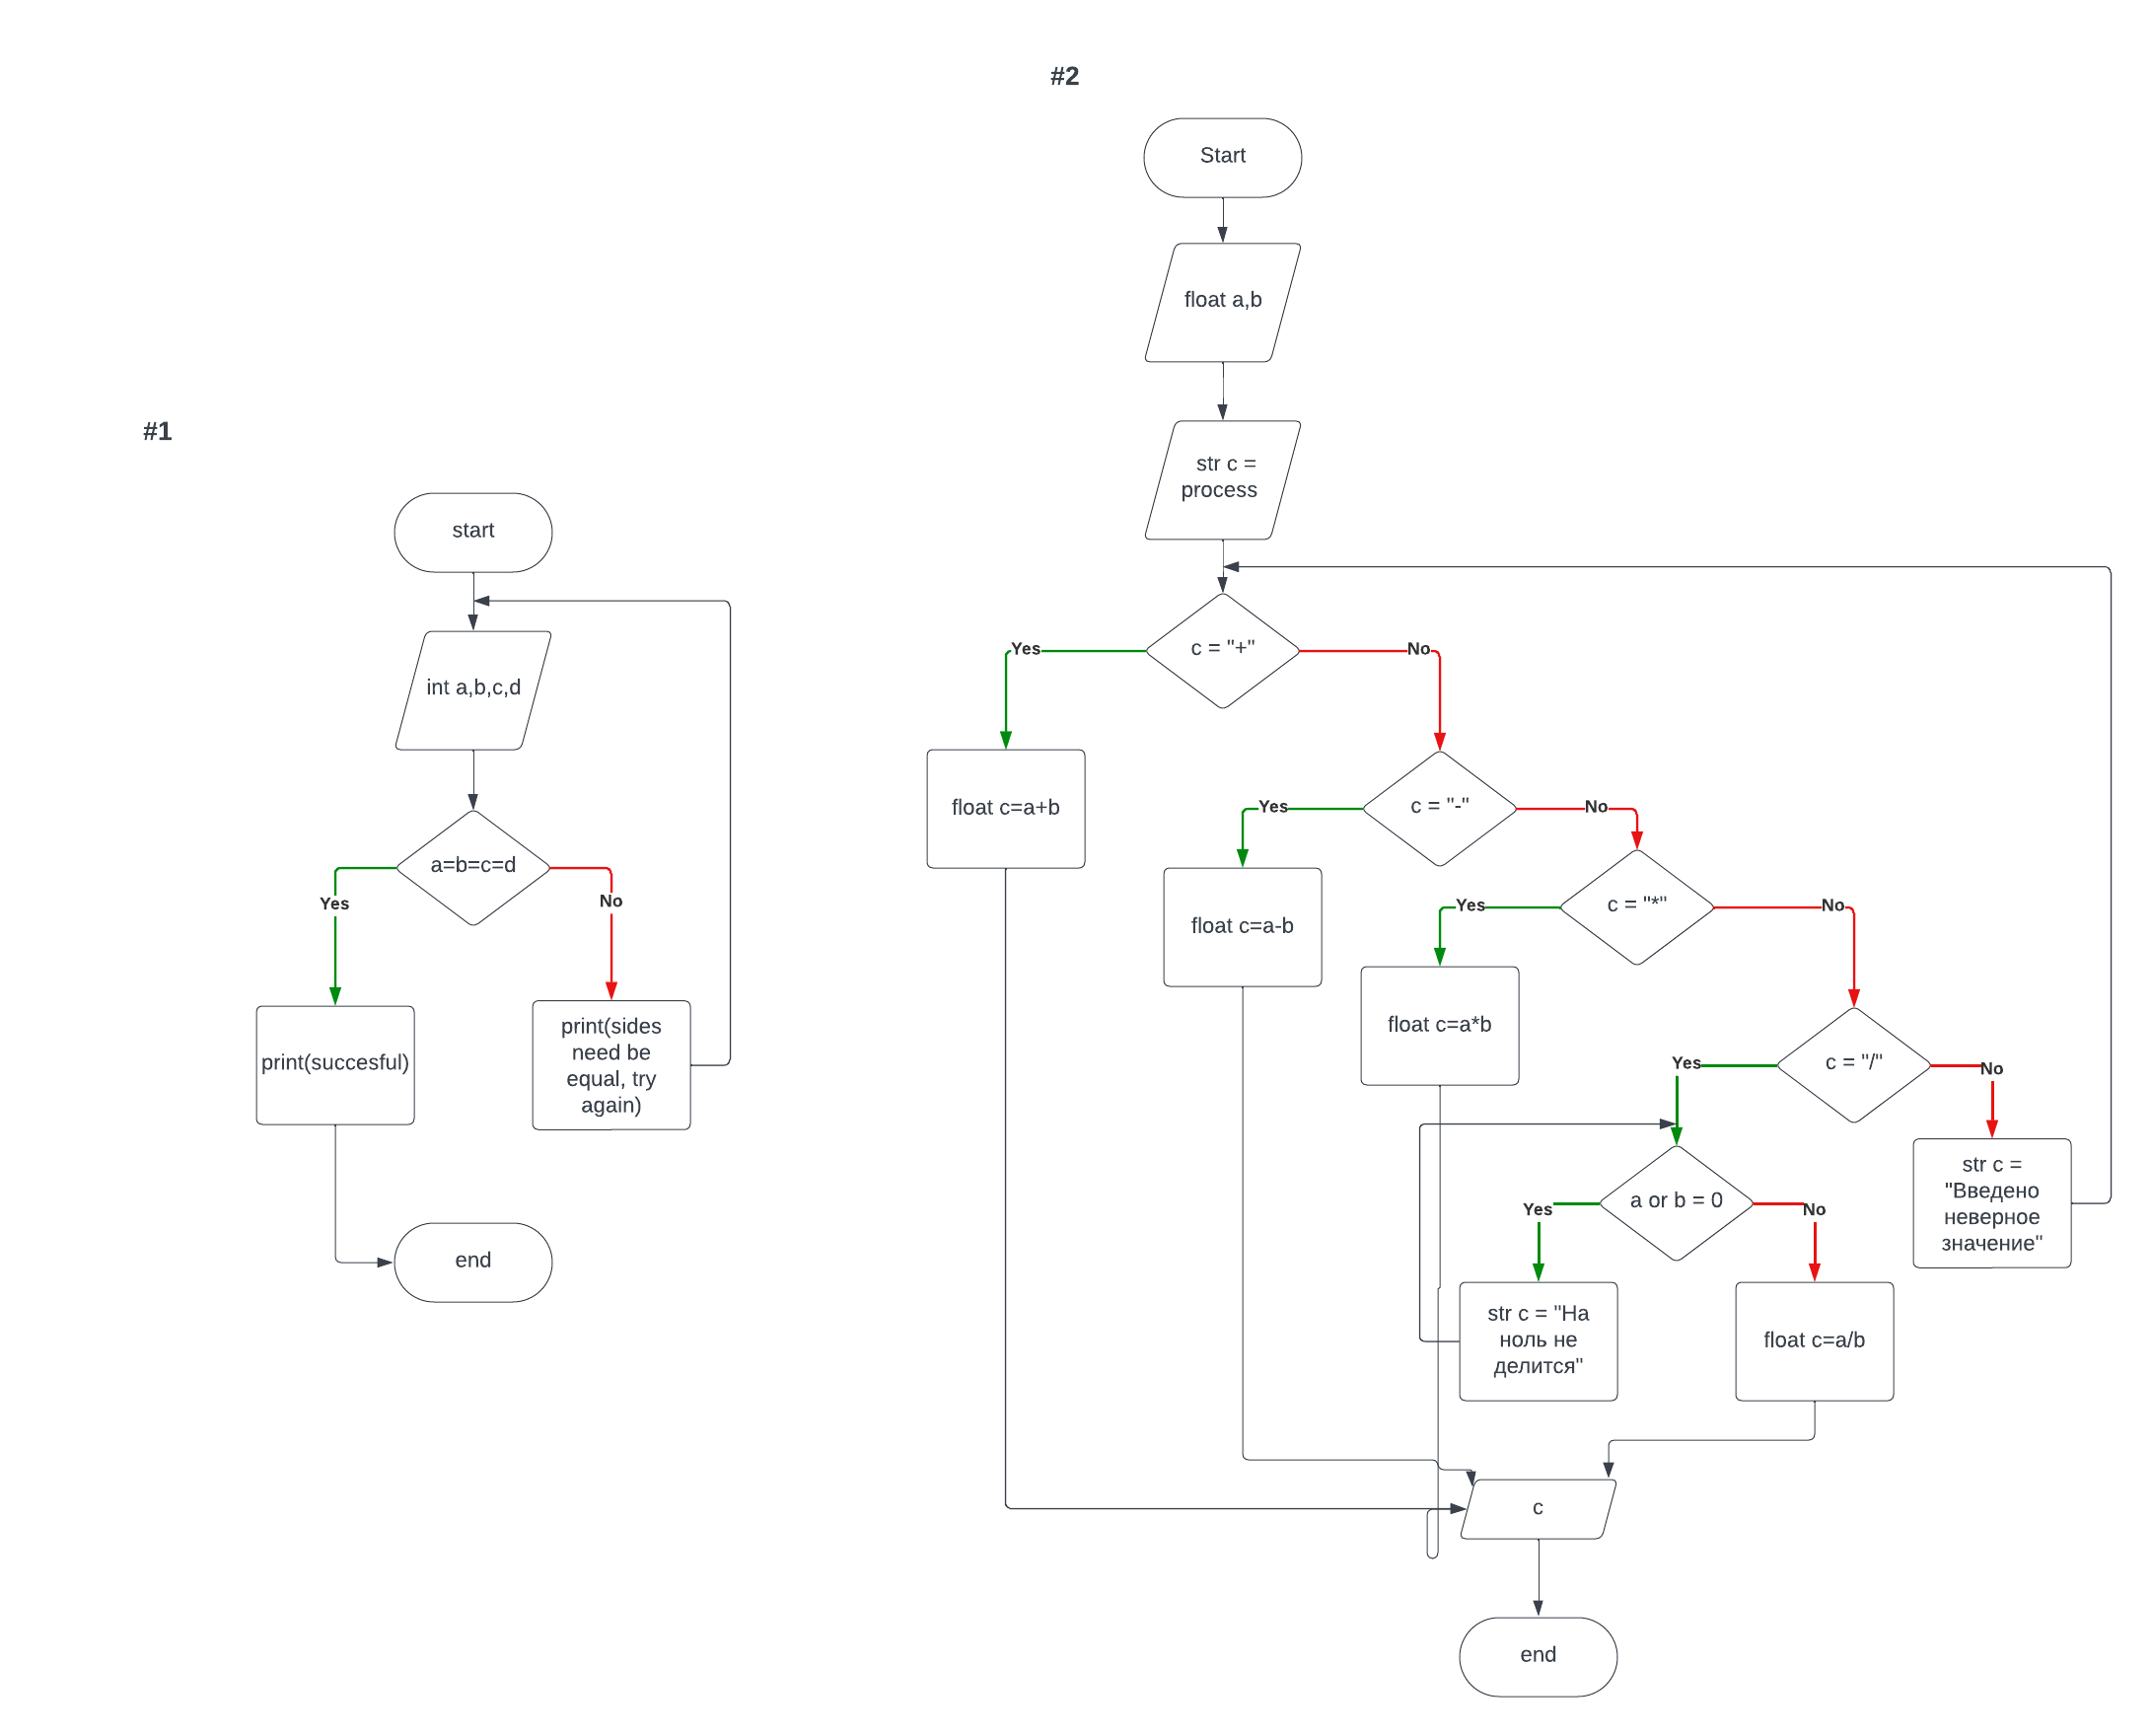 #1
start
int a,b,c,d
a=b=c=d
Yes
No
print(succesful)
print(sides
need be
equal, try
again)
end
#2
Start
float a,b
str c =
process
c = "+"
Yes
No
float c=a+b
c = "-"
Yes
No
float c=a-b
c = "*"
Yes
No
float c=a*b
c = "/"
Yes
No
a or b = 0
Yes
No
str c =
"Введено
неверное
значение"
str c = "На
ноль не
делится"
float c=a/b
c
end